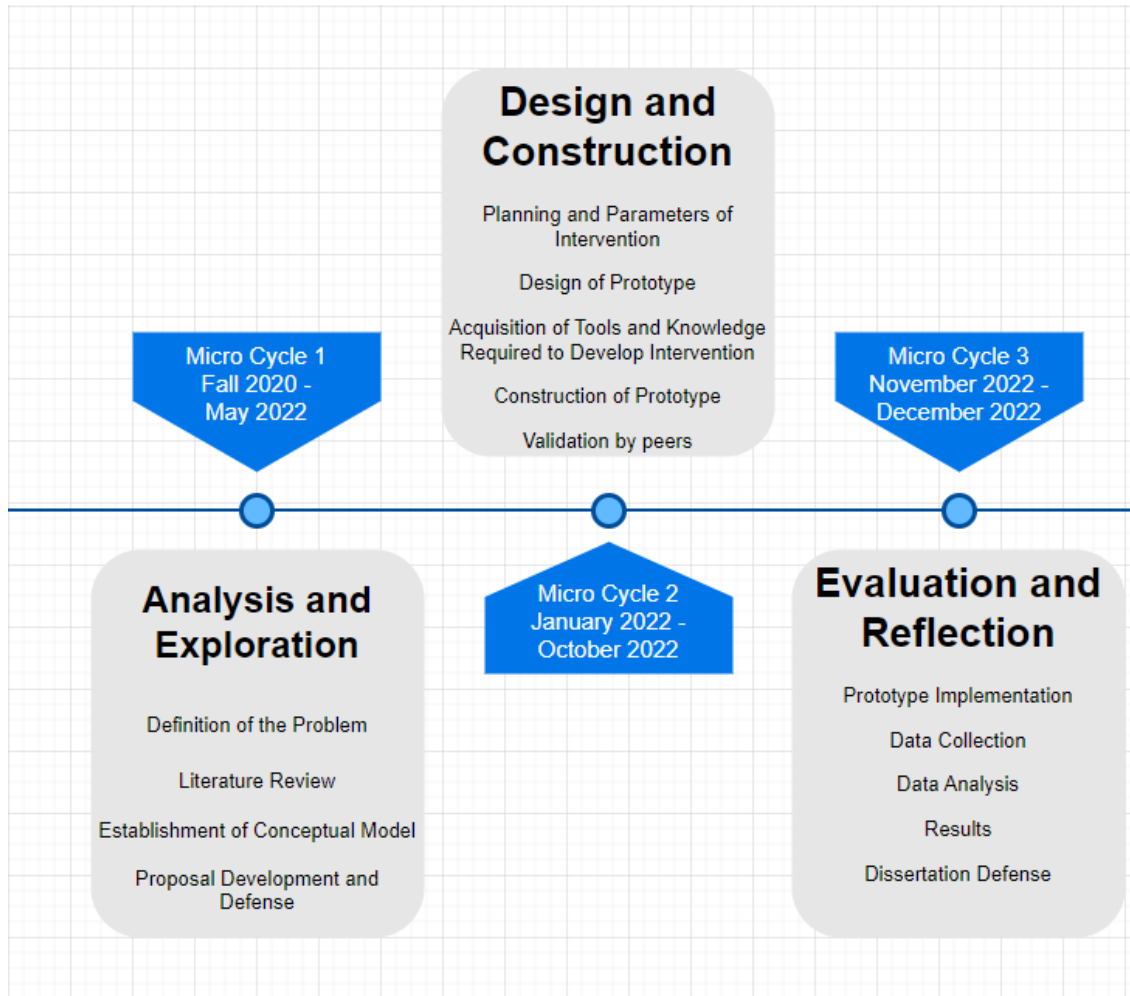 Micro Cycle 1
Fall 2020 -
May 2022
Analysis and
Exploration
Definition of the Problem
Literature Review
Establishment of Conceptual Model
Proposal Development and
Defense
Design and
Construction
Planning and Parameters of
Intervention
Design of Prototype
Acquisition of Tools and Knowledge
Required to Develop Intervention
Construction of Prototype
Validation by peers
Micro Cycle 2
January 2022 -
October 2022
Micro Cycle 3
November 2022 -
December 2022
Evaluation and
Reflection
Prototype Implementation
Data Collection
Data Analysis
Results
Dissertation Defense